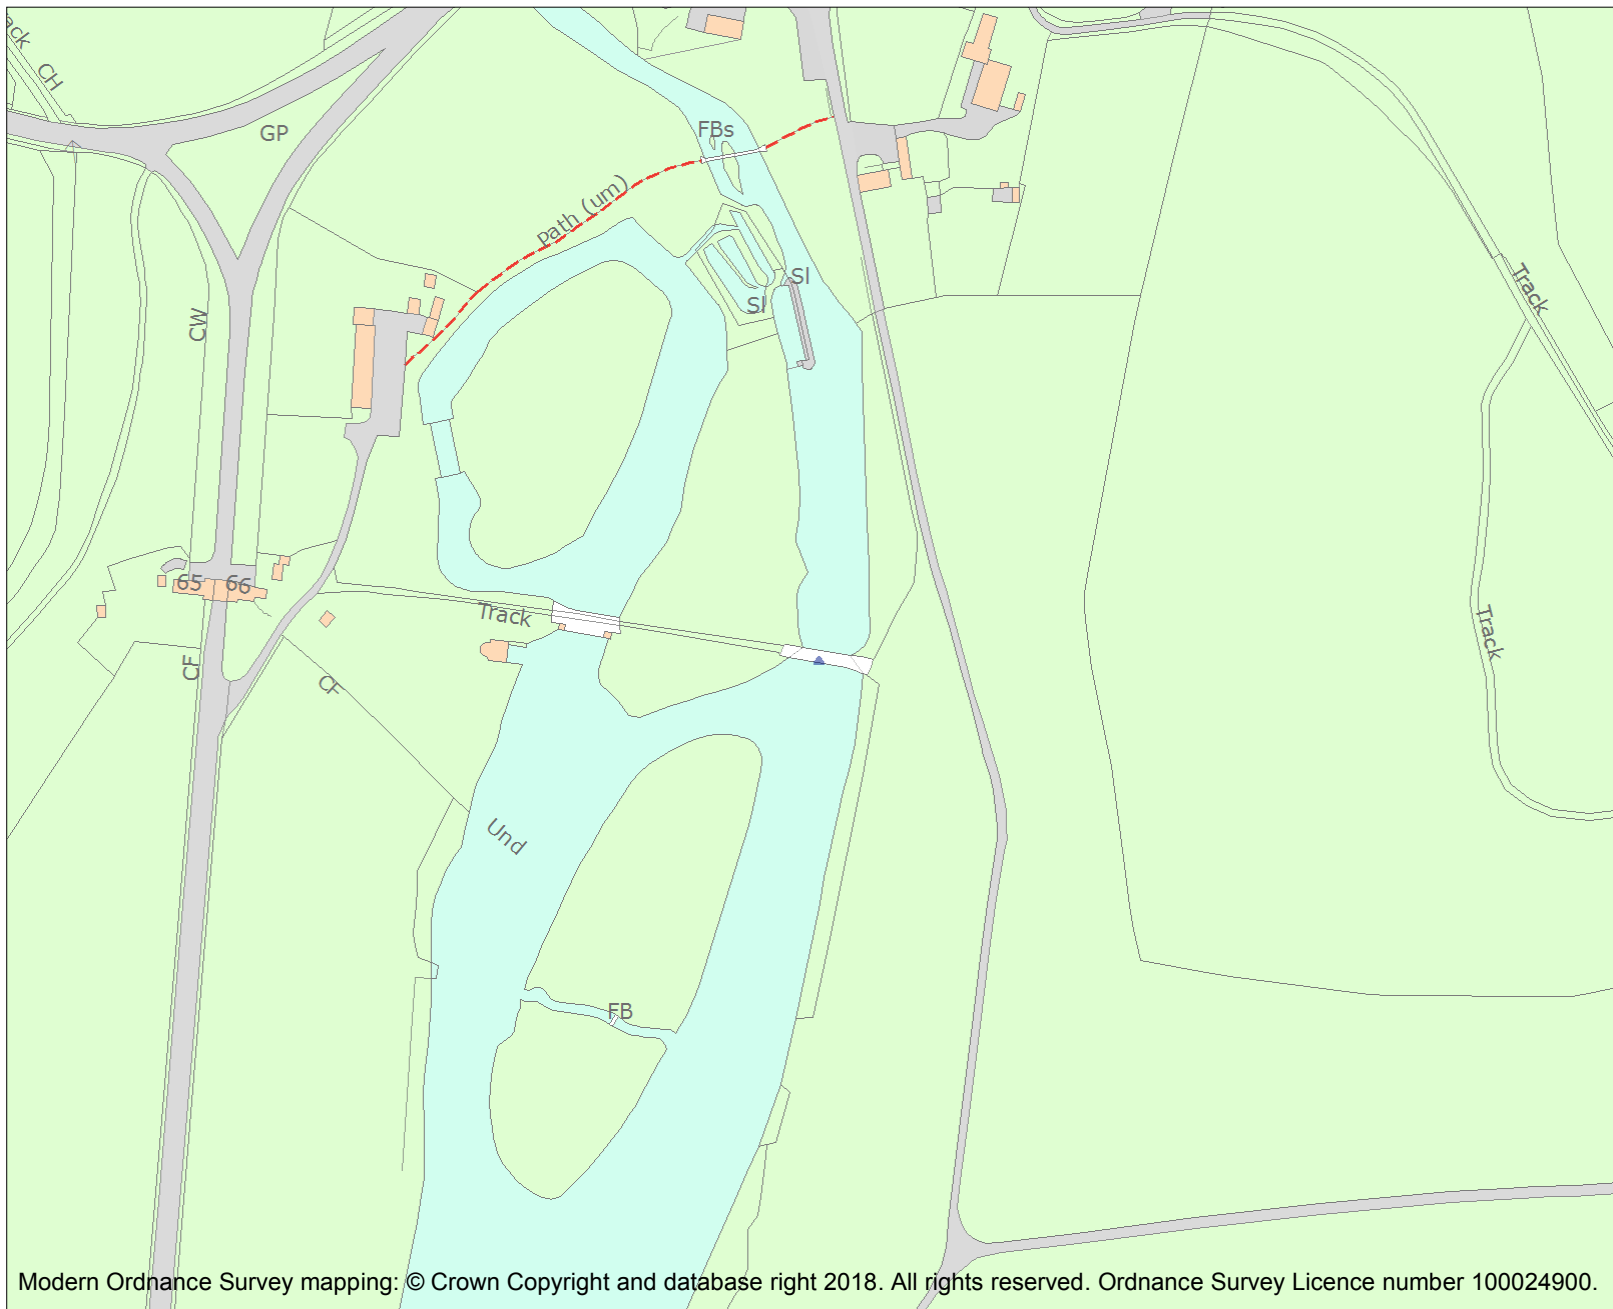 ck
CH
GP
FBs
Path (um)
Sl
Sl
Track
CW
65
66
Track
Track
CF
CF
Und
FB
Modern Ordnance Survey mapping: © Crown Copyright and database right 2018. All rights reserved. Ordnance Survey Licence number 100024900.